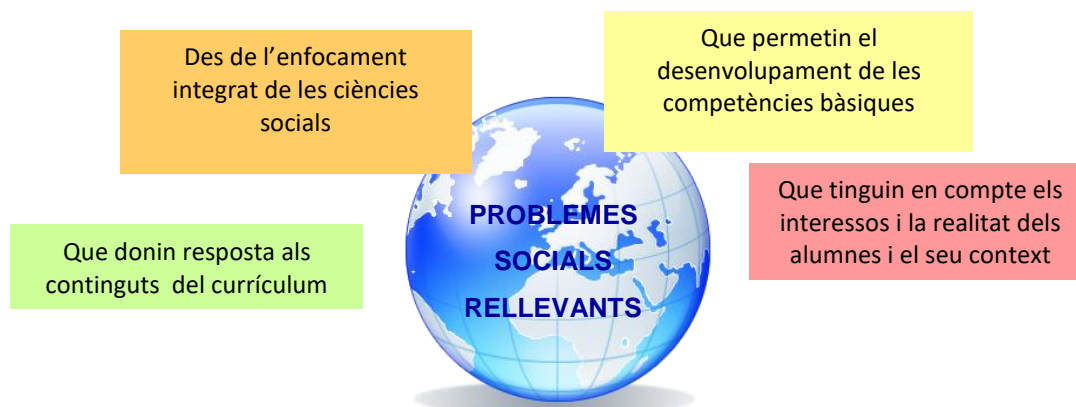 Des de l’enfocament
integrat de les ciències
socials
Que permetin el
desenvolupament de les
competències bàsiques
Que tinguin en compte els
interessos i la realitat dels
alumnes i el seu context
Que donin resposta als
continguts del currículum
PROBLEMES
SOCIALS
RELLEVANTS